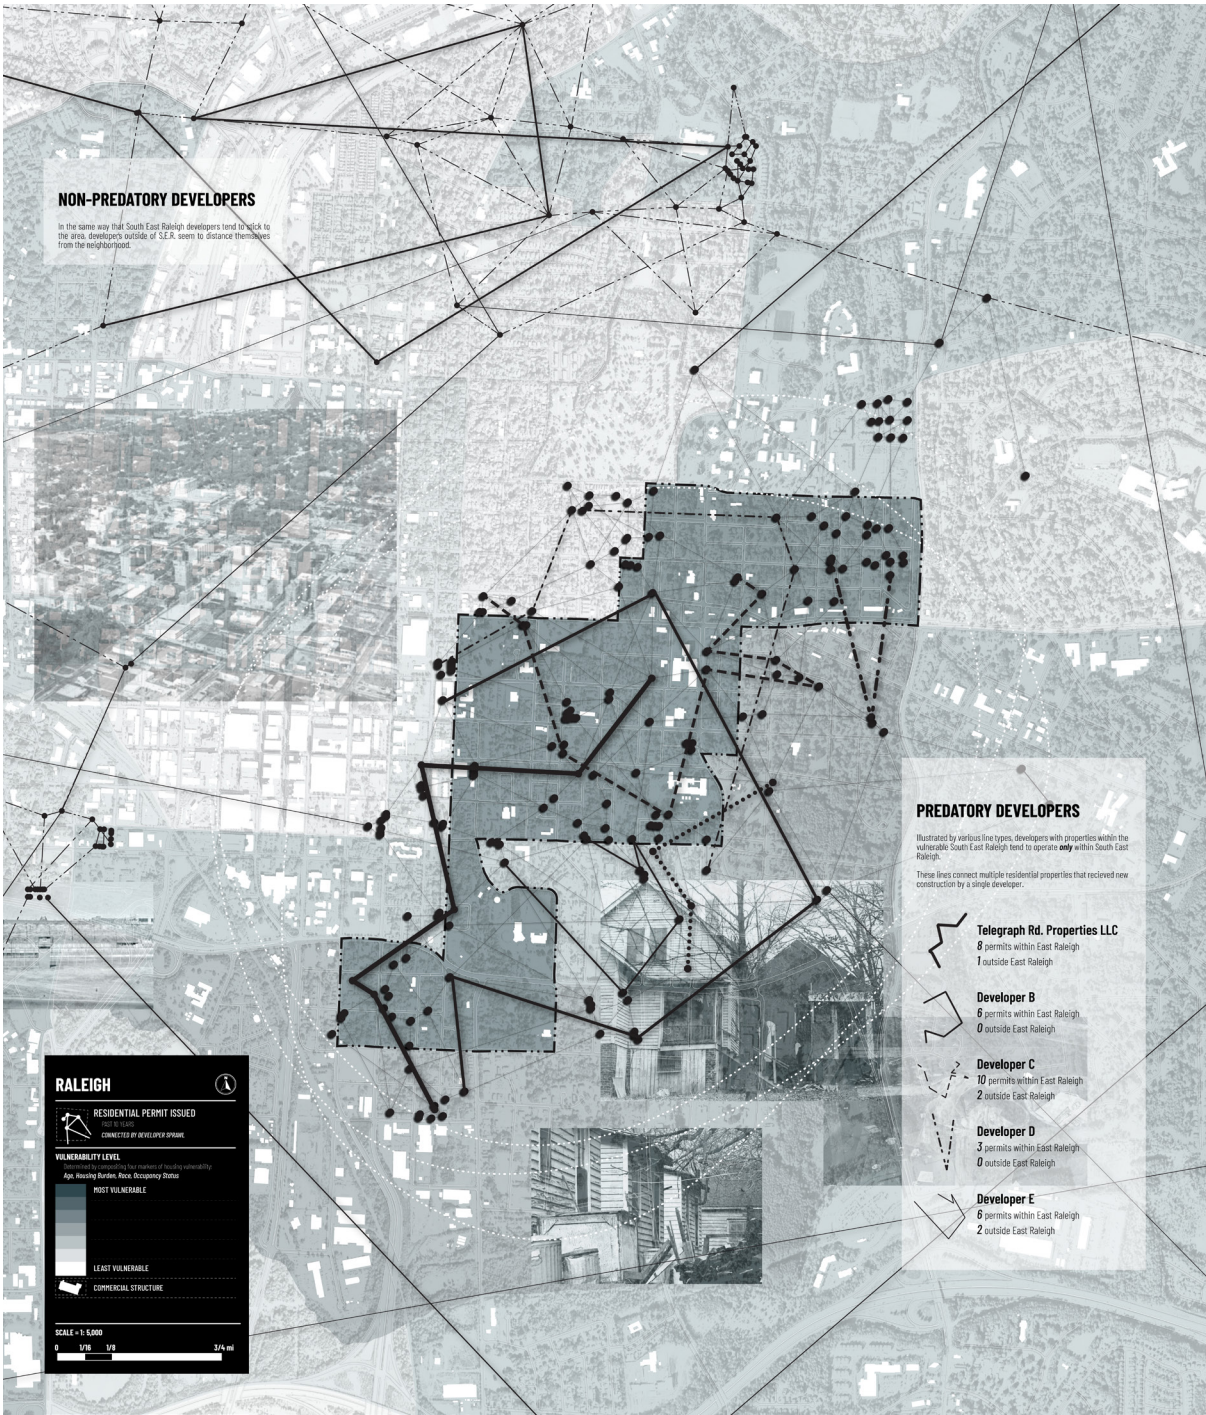 NON-PREDATORY DEVELOPERS
In the same way that South East Raleigh developers tend to stick to
the area, developers outside of S.E.R. seem to distance themselves
from the neighborhood.
PREDATORY DEVELOPERS
Illustrated by various line types, developers with properties within the
vulnerable South East Raleigh tend to operate only within South East
Raleigh.
These lines connect multiple residential properties that recieved new
construction by a single developer.
Telegraph Rd. Properties LLC
8 permits within East Raleigh
1 outside East Raleigh
Developer B
6 permits within East Raleigh
0 outside East Raleigh
Developer C
10 permits within East Raleigh
2 outside East Raleigh
Developer D
3 permits within East Raleigh
0 outside East Raleigh
Developer E
6 permits within East Raleigh
2 outside East Raleigh
RALEIGH
RESIDENTIAL PERMIT ISSUED
PAST 10 YEARS
CONNECTED BY DEVELOPER SPRAWL
VULNERABILITY LEVEL
Determined by compositing four markers of housing vulnerability:
Age, Housing Burden, Race, Occupancy Status
MOST VULNERABLE
LEAST VULNERABLE
COMMERCIAL STRUCTURE
SCALE = 1: 5,000
0 1/16 1/8 3/4 mi